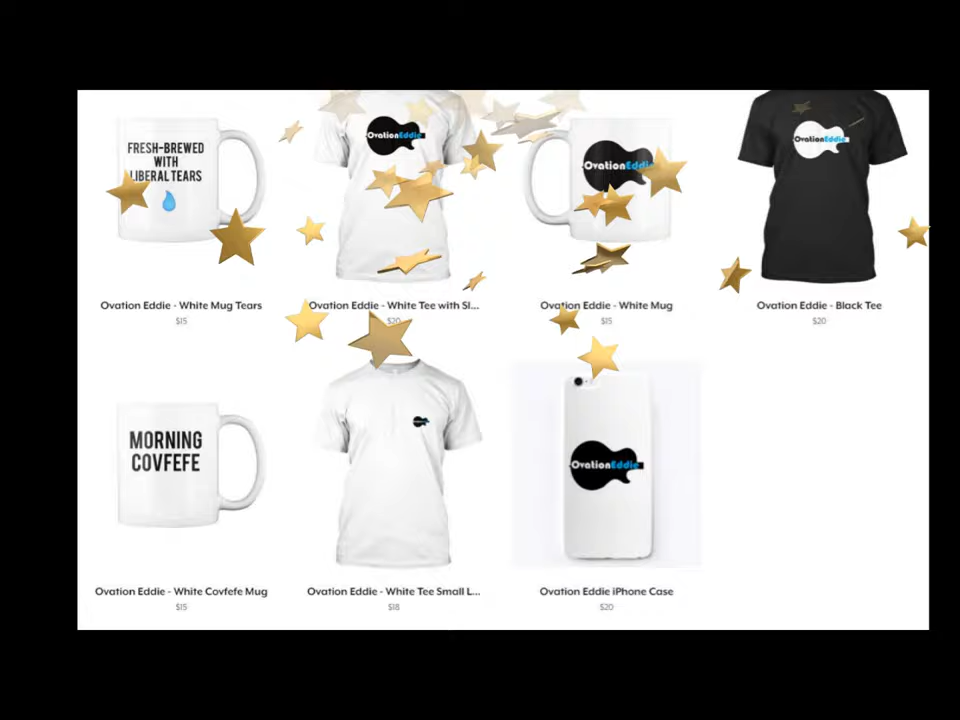 FRESH-BREWED
WITH
LIBERAL TEARS
OvationEddie
OvationEddie
OvationEddie
Ovation Eddie - White Mug Tears
$15
Ovation Eddie - White Tee with Sl...
$20
Ovation Eddie - White Mug
$15
Ovation Eddie - Black Tee
$20
MORNING
COVFEFE
OvationEddie
Ovation Eddie - White Covfefe Mug
$15
Ovation Eddie - White Tee Small L...
$18
Ovation Eddie iPhone Case
$20